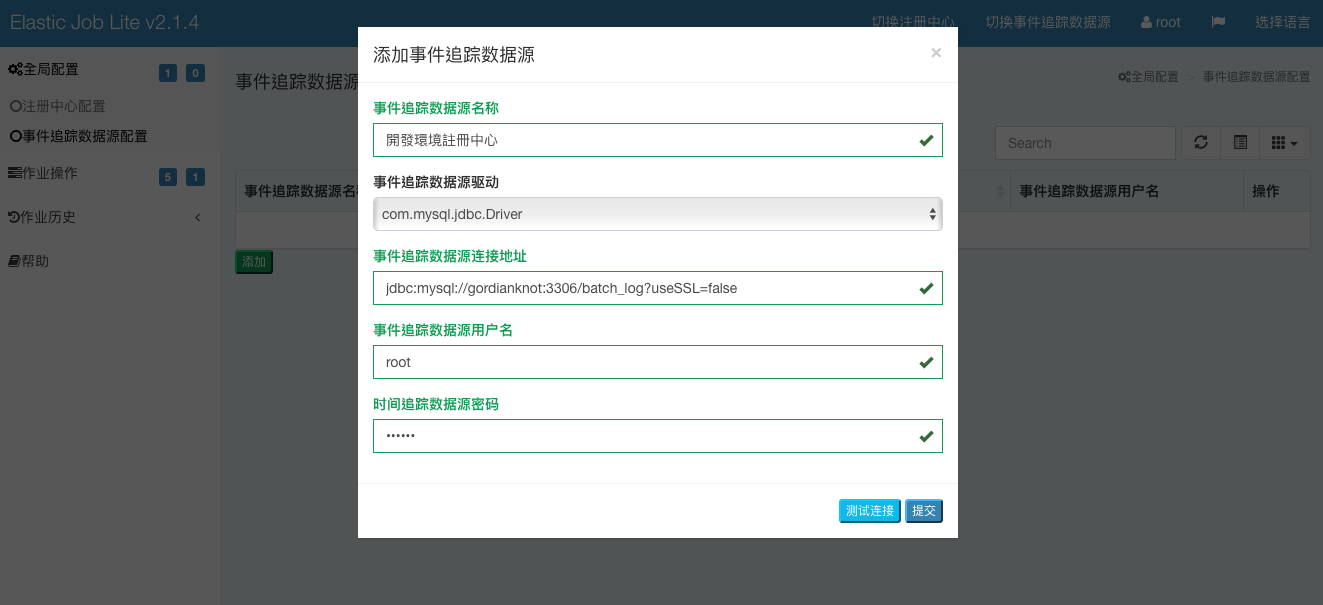 Elastic Job Lite v2.1.4
切换注册中心 切换事件追踪数据源 root 选择语言
全局配置 1 0
注册中心配置
事件追踪数据源配置
作业操作 5 1
作业历史
帮助
事件追踪数据源
全局配置 > 事件追踪数据源配置
Search
事件追踪数据源名 事件追踪数据源用户名 操作
添加
添加事件追踪数据源 ×
事件追踪数据源名称
開發環境註冊中心
事件追踪数据源驱动
com.mysql.jdbc.Driver
事件追踪数据源连接地址
jdbc:mysql://gordianknot:3306/batch_log?useSSL=false
事件追踪数据源用户名
root
时间追踪数据源密码
••••••
测试连接 提交